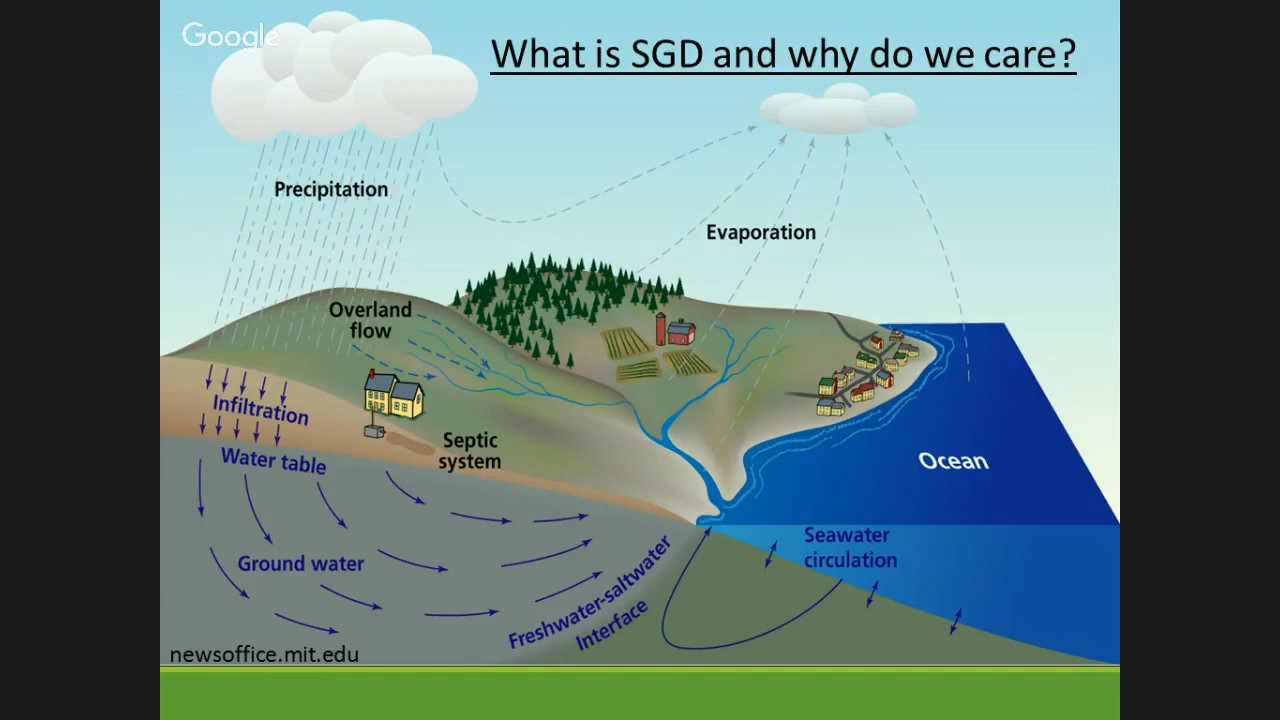 Google
What is SGD and why do we care?
Precipitation
Evaporation
Overland
flow
Infiltration
Septic
system
Water table
Ocean
Seawater
circulation
Ground water
Freshwater-saltwater
Interface
newsoffice.mit.edu